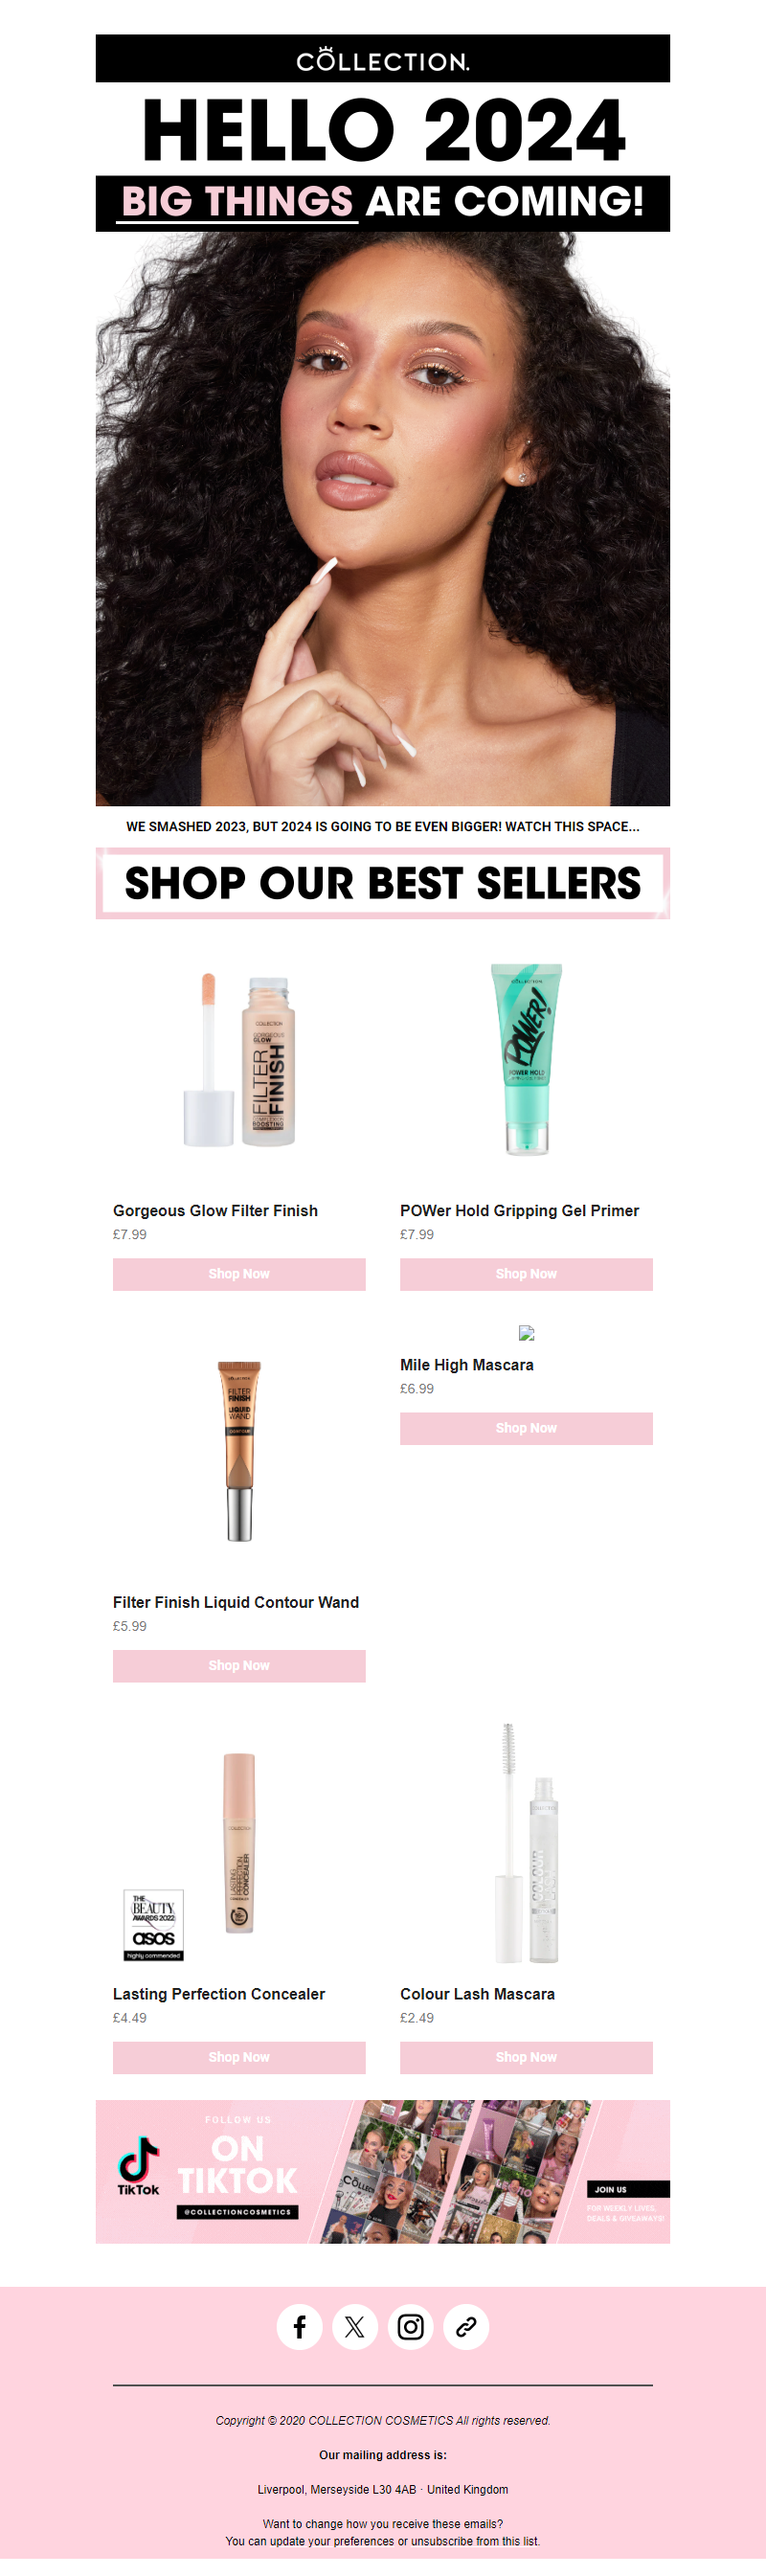 COLLECTION.
HELLO 2024
BIG THINGS ARE COMING!
WE SMASHED 2023, BUT 2024 IS GOING TO BE EVEN BIGGER! WATCH THIS SPACE...
SHOP OUR BEST SELLERS
COLLECTION
GORGEOUS
GLOW
FILTER
FINISH
BOOSTING
COLLECTION
POWER!
POWER HOLD
Gorgeous Glow Filter Finish
£7.99
Shop Now
POWer Hold Gripping Gel Primer
£7.99
Shop Now
FILTER
FINISH
LIQUID
WAND
Mile High Mascara
£6.99
Shop Now
Filter Finish Liquid Contour Wand
£5.99
Shop Now
COLLECTION
LASTING
PERFECTION
CONCEALER
THE
BEAUTY
AWARDS 2022
asos
highly commended
COLOUR
LASH
Lasting Perfection Concealer
£4.49
Shop Now
Colour Lash Mascara
£2.49
Shop Now
FOLLOW US
ON
TIKTOK
TikTok
@COLLECTIONCOSMETICS
JOIN US
FOR WEEKLY LIVES,
DEALS & GIVEAWAYS!
Copyright © 2020 COLLECTION COSMETICS All rights reserved.
Our mailing address is:
Liverpool, Merseyside L30 4AB · United Kingdom
Want to change how you receive these emails?
You can update your preferences or unsubscribe from this list.